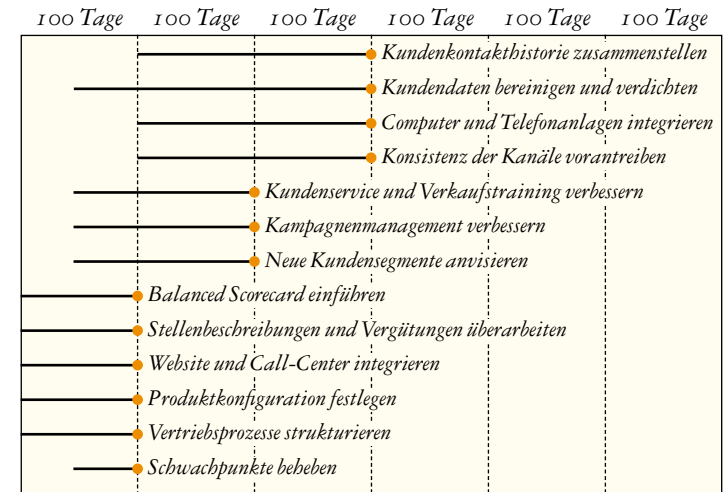 100 Tage 100 Tage 100 Tage 100 Tage 100 Tage 100 Tage
Kundenkontakthistorie zusammenstellen
Kundendaten bereinigen und verdichten
Computer und Telefonanlagen integrieren
Konsistenz der Kanäle vorantreiben
Kundenservice und Verkaufstraining verbessern
Kampagnenmanagement verbessern
Neue Kundensegmente anvisieren
Balanced Scorecard einführen
Stellenbeschreibungen und Vergütungen überarbeiten
Website und Call-Center integrieren
Produktkonfiguration festlegen
Vertriebsprozesse strukturieren
Schwachpunkte beheben